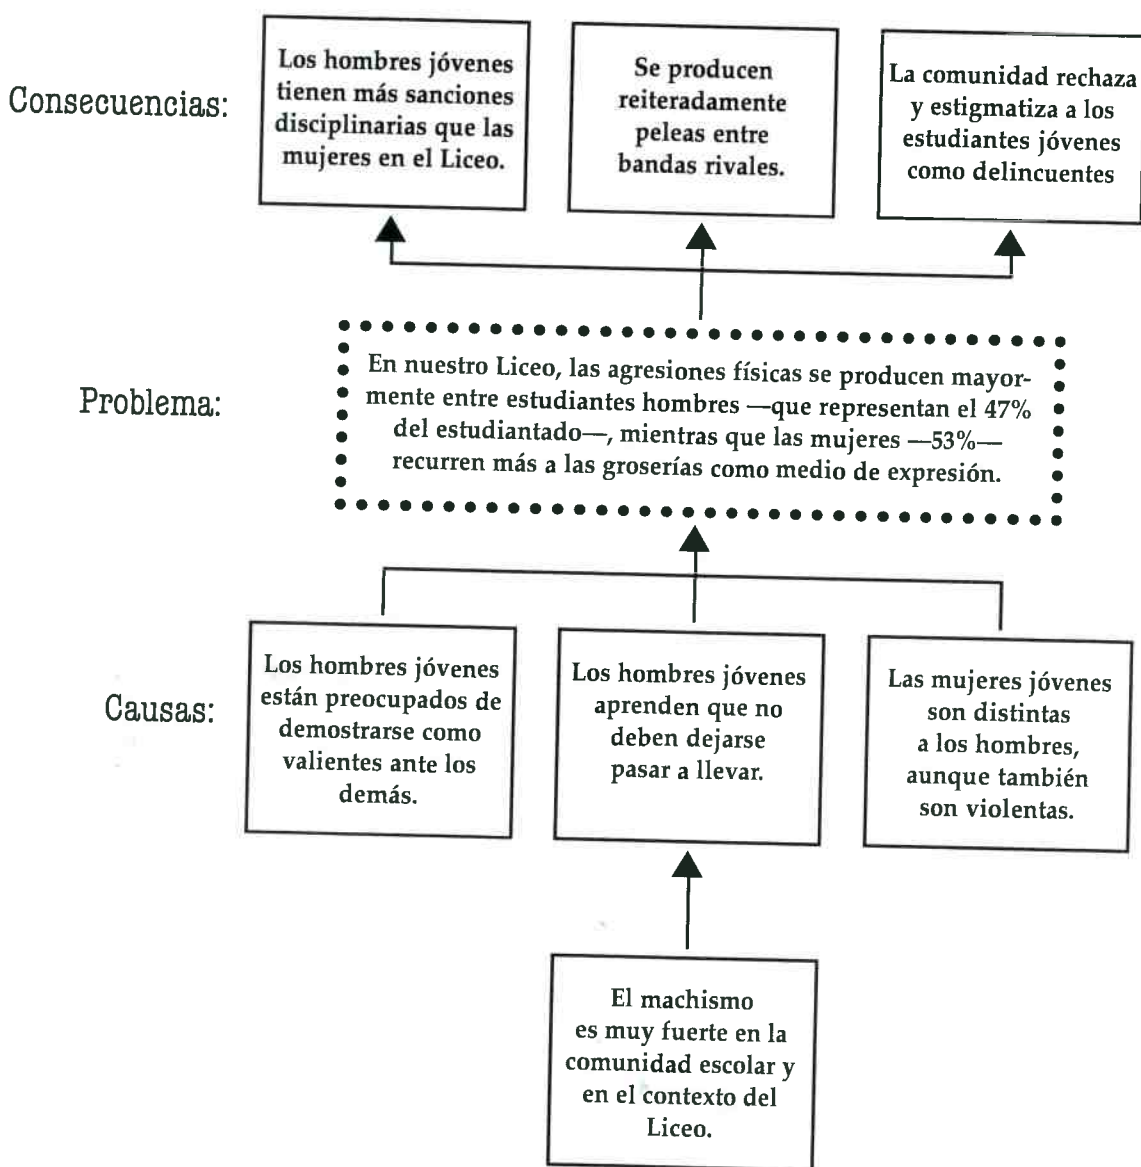 Consecuencias:
Los hombres jóvenes
tienen más sanciones
disciplinarias que las
mujeres en el Liceo.
Se producen
reiteradamente
peleas entre
bandas rivales.
La comunidad rechaza
y estigmatiza a los
estudiantes jóvenes
como delincuentes
Problema:
En nuestro Liceo, las agresiones físicas se producen mayor-
mente entre estudiantes hombres —que representan el 47%
del estudiantado—, mientras que las mujeres —53%—
recurren más a las groserías como medio de expresión.
Causas:
Los hombres jóvenes
están preocupados de
demostrarse como
valientes ante los
demás.
Los hombres jóvenes
aprenden que no
deben dejarse
pasar a llevar.
Las mujeres jóvenes
son distintas
a los hombres,
aunque también
son violentas.
El machismo
es muy fuerte en la
comunidad escolar y
en el contexto del
Liceo.